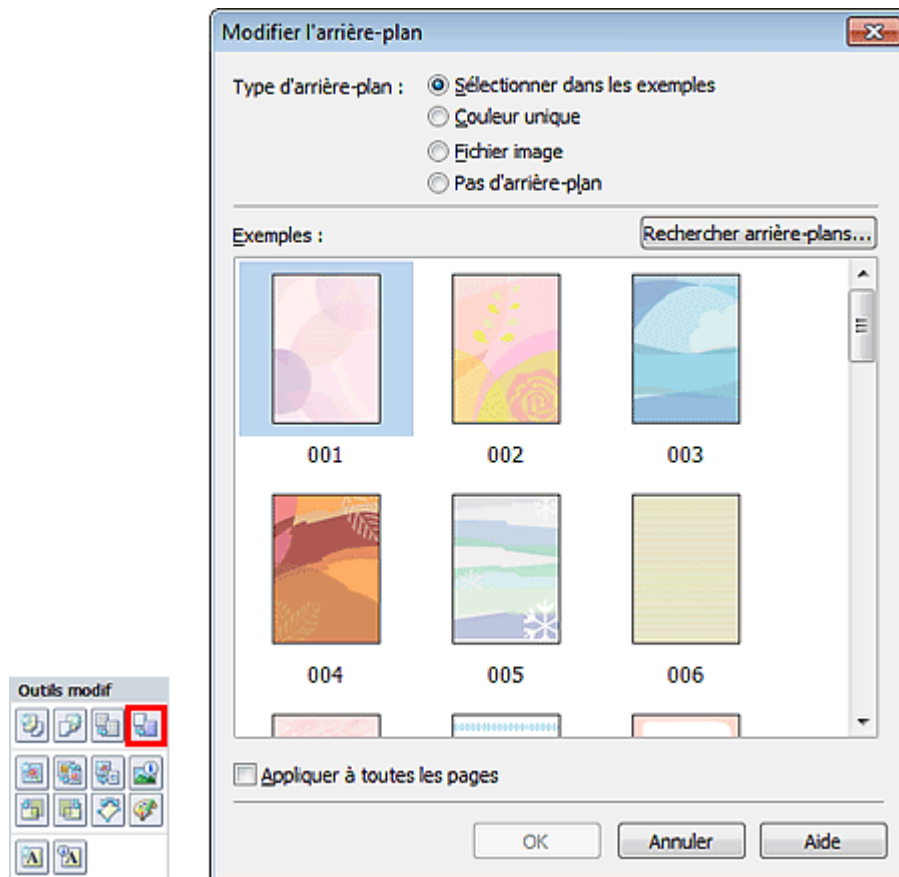 Modifier l'arrière-plan
Type d'arrière-plan :
Sélectionner dans les exemples
Couleur unique
Fichier image
Pas d'arrière-plan
Exemples :
Rechercher arrière-plans...
001 002 003
004 005 006
Appliquer à toutes les pages
OK Annuler Aide
Outils modif
A A